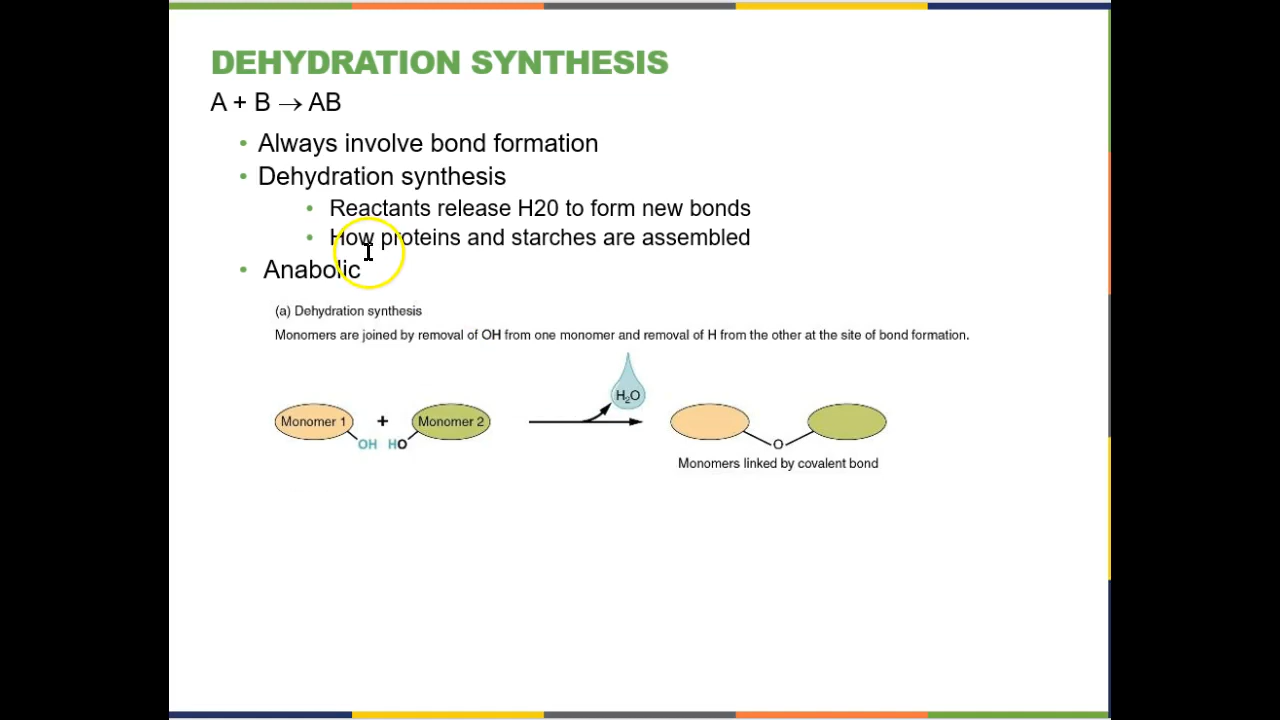 DEHYDRATION SYNTHESIS
A + B → AB
• Always involve bond formation
• Dehydration synthesis
• Reactants release H20 to form new bonds
• How proteins and starches are assembled
• Anabolic
(a) Dehydration synthesis
Monomers are joined by removal of OH from one monomer and removal of H from the other at the site of bond formation.
H₂O
Monomer 1 + Monomer 2
OH HO
O
Monomers linked by covalent bond